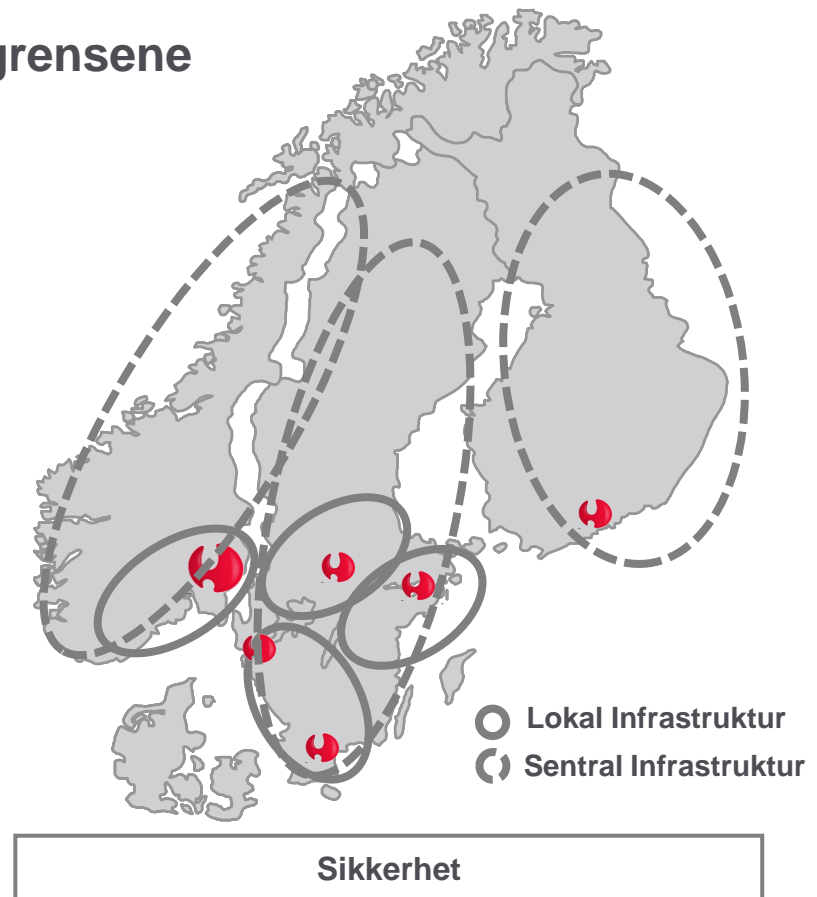 grensene
Lokal Infrastruktur
Sentral Infrastruktur
Sikkerhet